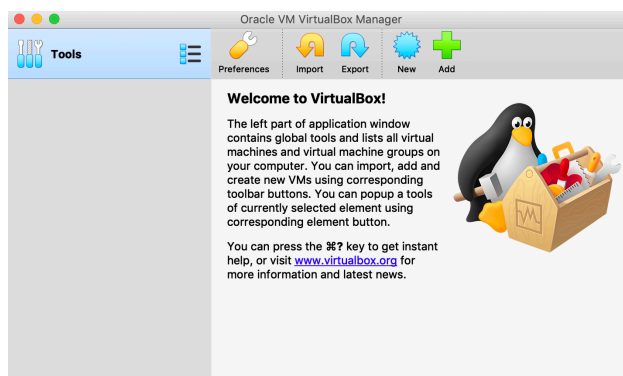 Oracle VM VirtualBox Manager
Tools
Preferences Import Export New Add
Welcome to VirtualBox!
The left part of application window
contains global tools and lists all virtual
machines and virtual machine groups on
your computer. You can import, add and
create new VMs using corresponding
toolbar buttons. You can popup a tools
of currently selected element using
corresponding element button.
You can press the ⌘? key to get instant
help, or visit www.virtualbox.org for
more information and latest news.